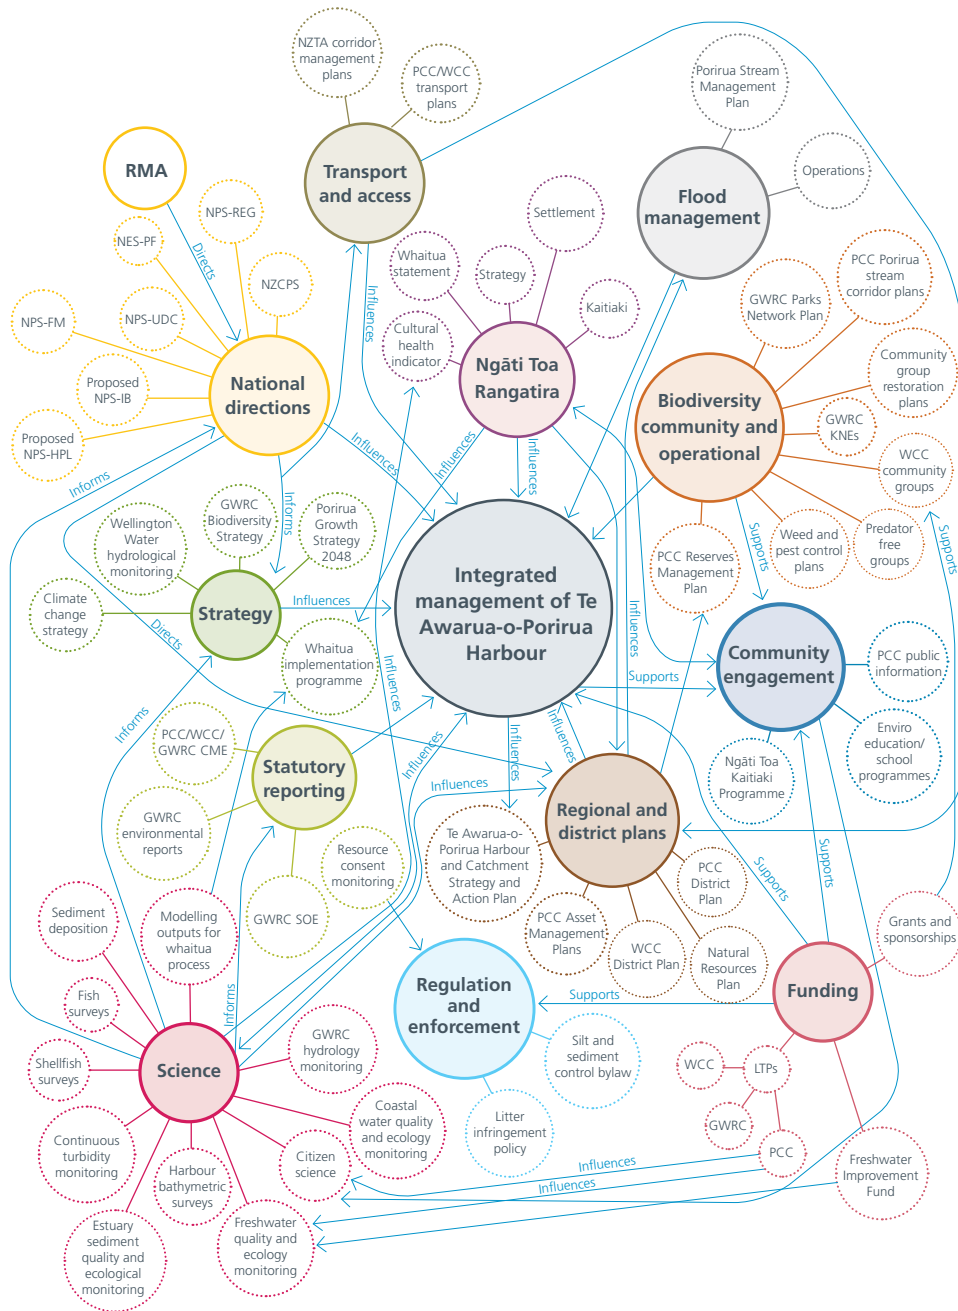 NZTA corridor
management
plans
PCC/WCC
transport
plans
Porirua Stream
Management
Plan
RMA
Transport
and access
Flood
management
Operations
NPS-REG
NES-PF
Directs
Settlement
Whaitua
statement
Strategy
PCC Porirua
stream
corridor plans
NZCPS
GWRC Parks
Network Plan
Influences
Kaitiaki
NPS-FM
NPS-UDC
Cultural
health
indicator
Ngāti Toa
Rangatira
Community
group
restoration
plans
National
directions
Proposed
NPS-IB
Biodiversity
community and
operational
GWRC
KNEs
Proposed
NPS-HPL
Influences
Influences
Influences
WCC
community
groups
Informs
Informs
GWRC
Biodiversity
Strategy
Porirua
Growth
Strategy
2048
Wellington
Water
hydrological
monitoring
Supports
Weed and
pest control
plans
Predator
free
groups
Supports
PCC Reserves
Management
Plan
Integrated
management of Te
Awarua-o-Porirua
Harbour
Climate
change
strategy
Strategy
Influences
Influences
Directs
Whaitua
implementation
programme
Influences
Supports
Community
engagement
PCC public
information
Informs
PCC/WCC/
GWRC CME
Influences
Influences
Influences
Enviro
education/
school
programmes
Ngāti Toa
Kaitiaki
Programme
Statutory
reporting
Influences
Regional and
district plans
GWRC
environmental
reports
Resource
consent
monitoring
Te Awarua-o-
Porirua Harbour
and Catchment
Strategy and
Action Plan
Supports
Supports
PCC
District
Plan
GWRC SOE
PCC Asset
Management
Plans
WCC
District Plan
Natural
Resources
Plan
Grants and
sponsorships
Sediment
deposition
Modelling
outputs for
whaitua
process
Informs
Regulation
and
enforcement
Supports
Funding
Fish
surveys
Science
GWRC
hydrology
monitoring
Silt and
sediment
control bylaw
Shellfish
surveys
WCC
LTPs
Coastal
water quality
and ecology
monitoring
Litter
infringement
policy
GWRC
Continuous
turbidity
monitoring
Harbour
bathymetric
surveys
Citizen
science
Influences
PCC
Influences
Freshwater
Improvement
Fund
Estuary
sediment
quality and
ecological
monitoring
Freshwater
quality and
ecology
monitoring